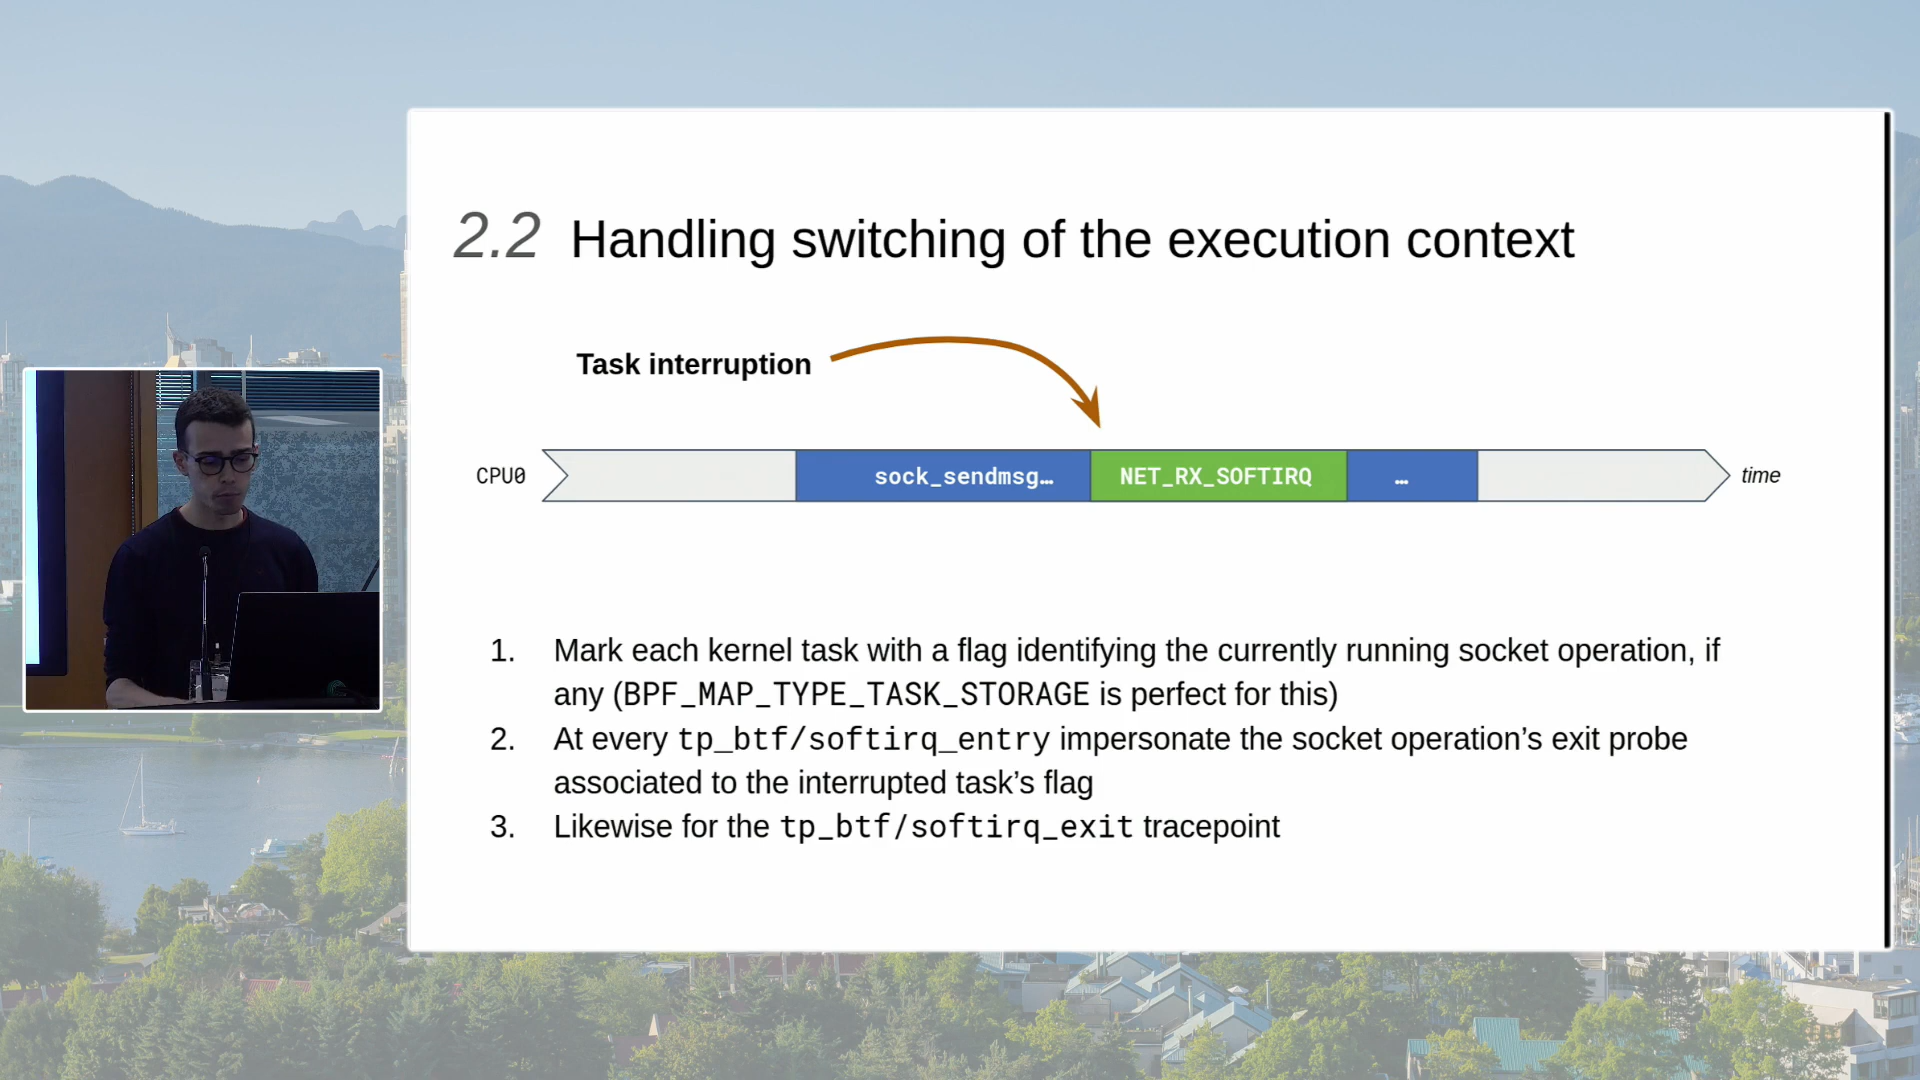 2.2 Handling switching of the execution context
Task interruption
CPU0 sock_sendmsg… NET_RX_SOFTIRQ … time
1. Mark each kernel task with a flag identifying the currently running socket operation, if
any (BPF_MAP_TYPE_TASK_STORAGE is perfect for this)
2. At every tp_btf/softirq_entry impersonate the socket operation’s exit probe
associated to the interrupted task’s flag
3. Likewise for the tp_btf/softirq_exit tracepoint